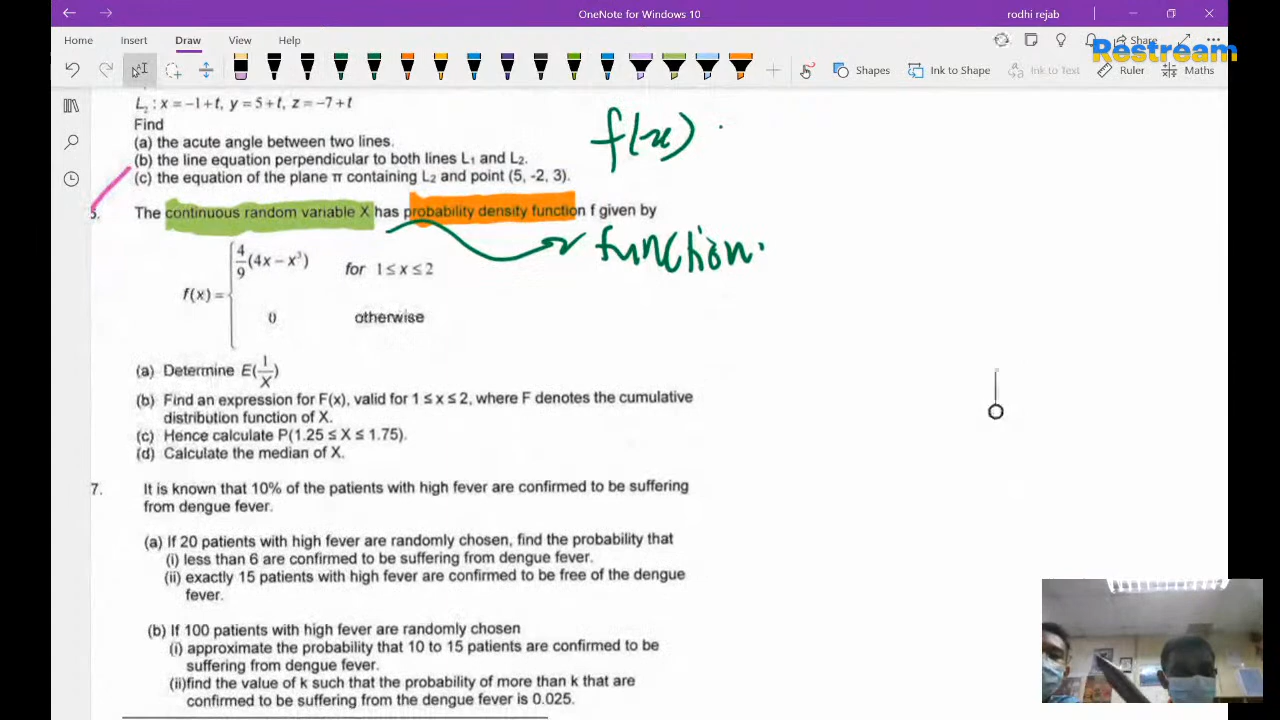 OneNote for Windows 10
rodhi rejab
Home Insert Draw View Help
Share
Restream
Shapes Ink to Shape Ink to Text Ruler Maths
L₂ : x = −1+t, y = 5+t, z = −7+t
Find
(a) the acute angle between two lines.
(b) the line equation perpendicular to both lines L₁ and L₂.
(c) the equation of the plane π containing L₂ and point (5, -2, 3).
f(x)
The continuous random variable X has probability density function f given by
function.
f(x) = { 4/9 (4x − x³) for 1 ≤ x ≤ 2
0 otherwise
(a) Determine E(1/X)
(b) Find an expression for F(x), valid for 1 ≤ x ≤ 2, where F denotes the cumulative
distribution function of X.
(c) Hence calculate P(1.25 ≤ X ≤ 1.75).
(d) Calculate the median of X.
7. It is known that 10% of the patients with high fever are confirmed to be suffering
from dengue fever.
(a) If 20 patients with high fever are randomly chosen, find the probability that
(i) less than 6 are confirmed to be suffering from dengue fever.
(ii) exactly 15 patients with high fever are confirmed to be free of the dengue
fever.
(b) If 100 patients with high fever are randomly chosen
(i) approximate the probability that 10 to 15 patients are confirmed to be
suffering from dengue fever.
(ii)find the value of k such that the probability of more than k that are
confirmed to be suffering from the dengue fever is 0.025.